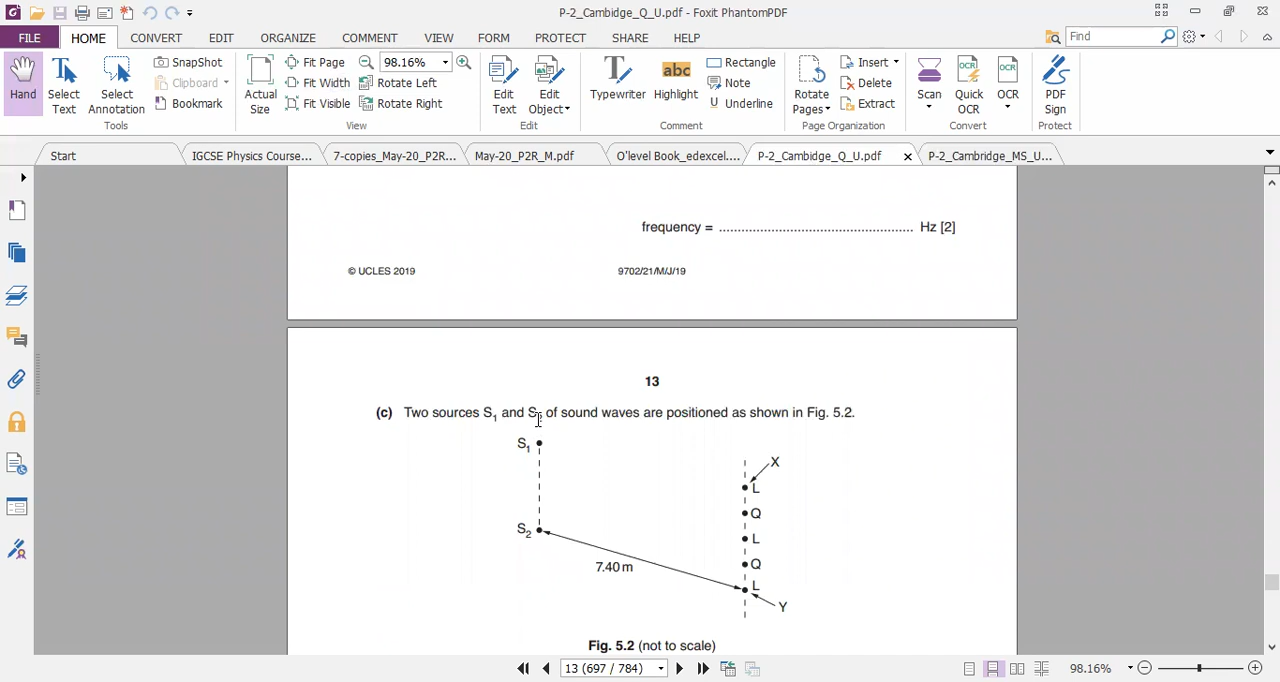 P-2_Cambidge_Q_U.pdf - Foxit PhantomPDF
FILE HOME CONVERT EDIT ORGANIZE COMMENT VIEW FORM PROTECT SHARE HELP Find
Hand Select Text Select Annotation SnapShot Clipboard Bookmark Tools
Actual Size Fit Page Fit Width Fit Visible 98.16% Rotate Left Rotate Right View
Edit Text Edit Object Edit
Typewriter abc Highlight Rectangle Note Underline Comment
Rotate Pages Insert Delete Extract Page Organization
Scan OCR Quick OCR OCR OCR Convert
PDF Sign Protect
Start IGCSE Physics Course... 7-copies_May-20_P2R... May-20_P2R_M.pdf O'level Book_edexcel.... P-2_Cambidge_Q_U.pdf P-2_Cambridge_MS_U...
frequency = ................................................ Hz [2]
© UCLES 2019 9702/21/M/J/19
13
(c) Two sources S1 and S2 of sound waves are positioned as shown in Fig. 5.2.
S1
X
L
Q
S2
L
7.40 m
Q
L
Y
Fig. 5.2 (not to scale)
13 (697 / 784) 98.16%